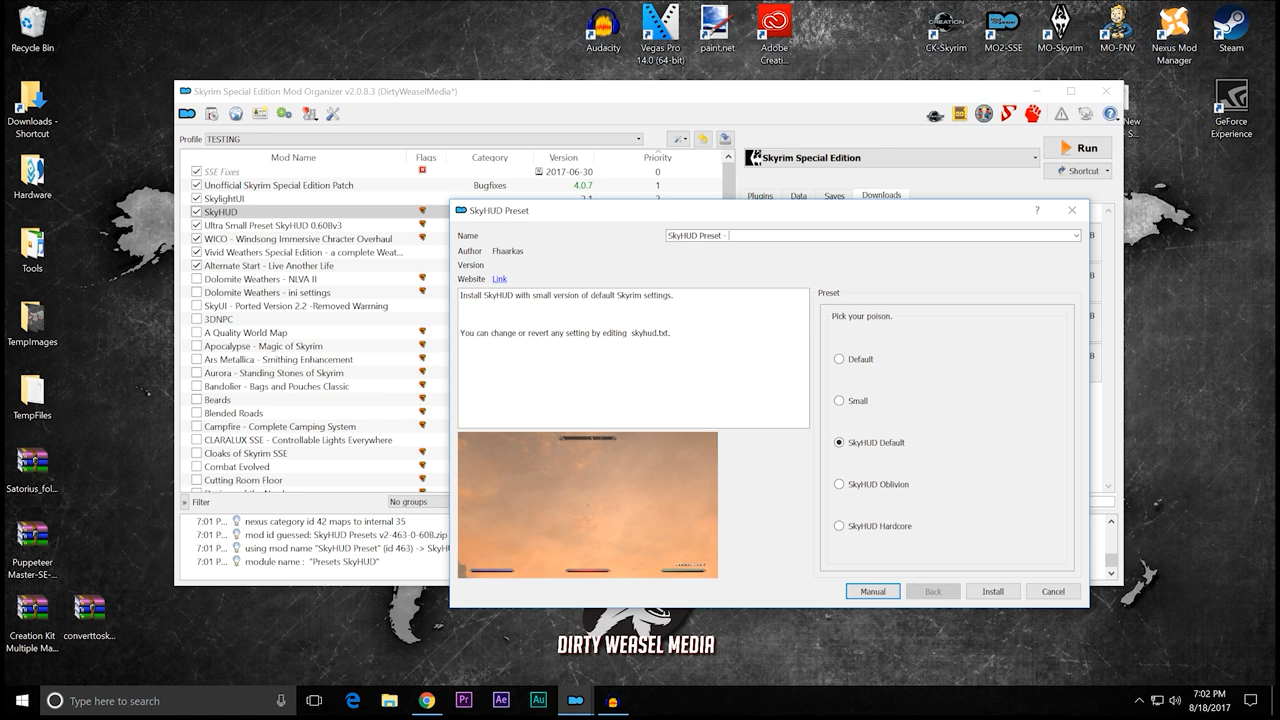 Recycle Bin
Downloads - Shortcut
Hardware
Tools
TempImages
TempFiles
Satorius_fol...
Puppeteer Master-SE-...
Creation Kit Multiple Ma...
converttosk...
Audacity
Vegas Pro 14.0 (64-bit)
paint.net
Adobe Creati...
CK-Skyrim
MO2-SSE
MO-Skyrim
MO-FNV
Nexus Mod Manager
Steam
GeForce Experience
New
S...
Skyrim Special Edition Mod Organizer v2.0.8.3 (DirtyWeaselMedia*)
Profile TESTING
Mod Name Flags Category Version Priority
SSE Fixes 2017-06-30 0
Unofficial Skyrim Special Edition Patch Bugfixes 4.0.7 1
SkylightUI
SkyHUD
Ultra Small Preset SkyHUD 0.60Bv3
WICO - Windsong Immersive Chracter Overhaul
Vivid Weathers Special Edition - a complete Weat...
Alternate Start - Live Another Life
Dolomite Weathers - NLVA II
Dolomite Weathers - ini settings
SkyUI - Ported Version 2.2 -Removed Warning
3DNPC
A Quality World Map
Apocalypse - Magic of Skyrim
Ars Metallica - Smithing Enhancement
Aurora - Standing Stones of Skyrim
Bandolier - Bags and Pouches Classic
Beards
Blended Roads
Campfire - Complete Camping System
CLARALUX SSE - Controllable Lights Everywhere
Cloaks of Skyrim SSE
Combat Evolved
Cutting Room Floor
» Filter No groups
7:01 P... nexus category id 42 maps to internal 35
7:01 P... mod id guessed: SkyHUD Presets v2-463-0-60B.zip
7:01 P... using mod name "SkyHUD Preset" (id 463) -> SkyH
7:01 P... module name : "Presets SkyHUD"
Skyrim Special Edition
Run
Shortcut
Plugins Data Saves Downloads
SkyHUD Preset
Name SkyHUD Preset -
Author Fhaarkas
Version
Website Link
Install SkyHUD with small version of default Skyrim settings.
You can change or revert any setting by editing skyhud.txt.
Preset
Pick your poison.
Default
Small
SkyHUD Default
SkyHUD Oblivion
SkyHUD Hardcore
Manual Back Install Cancel
DIRTY WEASEL MEDIA
Type here to search
Pr
Ae
Au
7:02 PM
8/18/2017